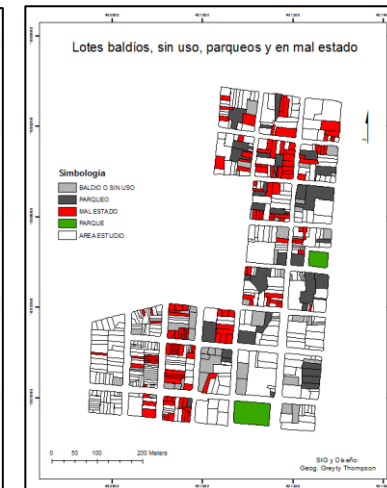 Lotes baldíos, sin uso, parqueos y en mal estado
Simbología
BALDIO O SIN USO
PARQUEO
MAL ESTADO
PARQUE
AREA ESTUDIO
0 50 100 200 Meters
SIG y Diseño:
Geog. Greyty Thompson